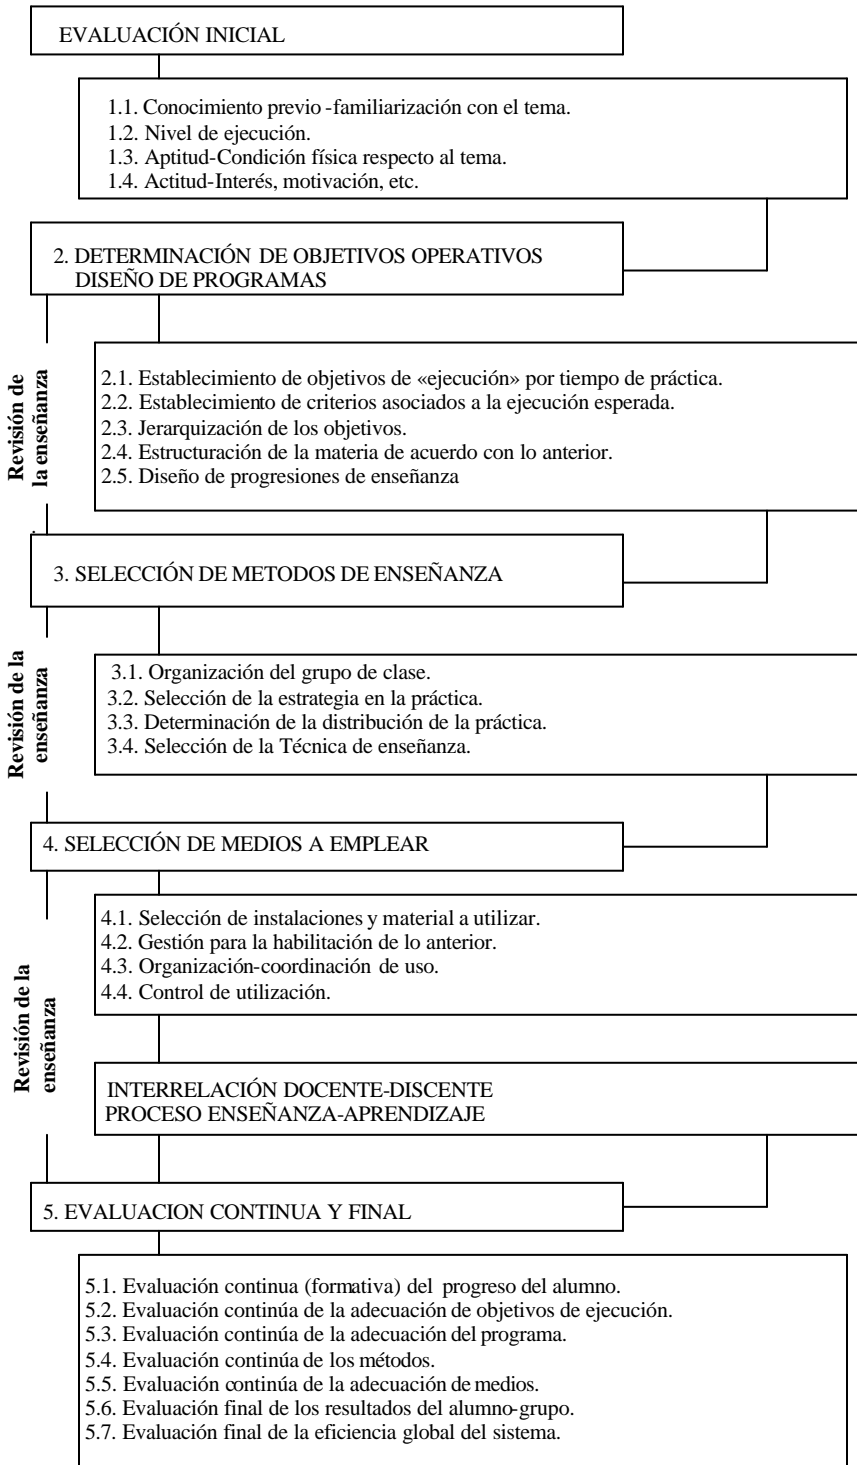 EVALUACIÓN INICIAL
1.1. Conocimiento previo -familiarización con el tema.
1.2. Nivel de ejecución.
1.3. Aptitud-Condición física respecto al tema.
1.4. Actitud-Interés, motivación, etc.
2. DETERMINACIÓN DE OBJETIVOS OPERATIVOS
DISEÑO DE PROGRAMAS
Revisión de
la enseñanza
2.1. Establecimiento de objetivos de «ejecución» por tiempo de práctica.
2.2. Establecimiento de criterios asociados a la ejecución esperada.
2.3. Jerarquización de los objetivos.
2.4. Estructuración de la materia de acuerdo con lo anterior.
2.5. Diseño de progresiones de enseñanza
3. SELECCIÓN DE METODOS DE ENSEÑANZA
Revisión de la
enseñanza
3.1. Organización del grupo de clase.
3.2. Selección de la estrategia en la práctica.
3.3. Determinación de la distribución de la práctica.
3.4. Selección de la Técnica de enseñanza.
4. SELECCIÓN DE MEDIOS A EMPLEAR
Revisión de la
enseñanza
4.1. Selección de instalaciones y material a utilizar.
4.2. Gestión para la habilitación de lo anterior.
4.3. Organización-coordinación de uso.
4.4. Control de utilización.
INTERRELACIÓN DOCENTE-DISCENTE
PROCESO ENSEÑANZA-APRENDIZAJE
5. EVALUACION CONTINUA Y FINAL
5.1. Evaluación continua (formativa) del progreso del alumno.
5.2. Evaluación continúa de la adecuación de objetivos de ejecución.
5.3. Evaluación continúa de la adecuación del programa.
5.4. Evaluación continúa de los métodos.
5.5. Evaluación continúa de la adecuación de medios.
5.6. Evaluación final de los resultados del alumno-grupo.
5.7. Evaluación final de la eficiencia global del sistema.